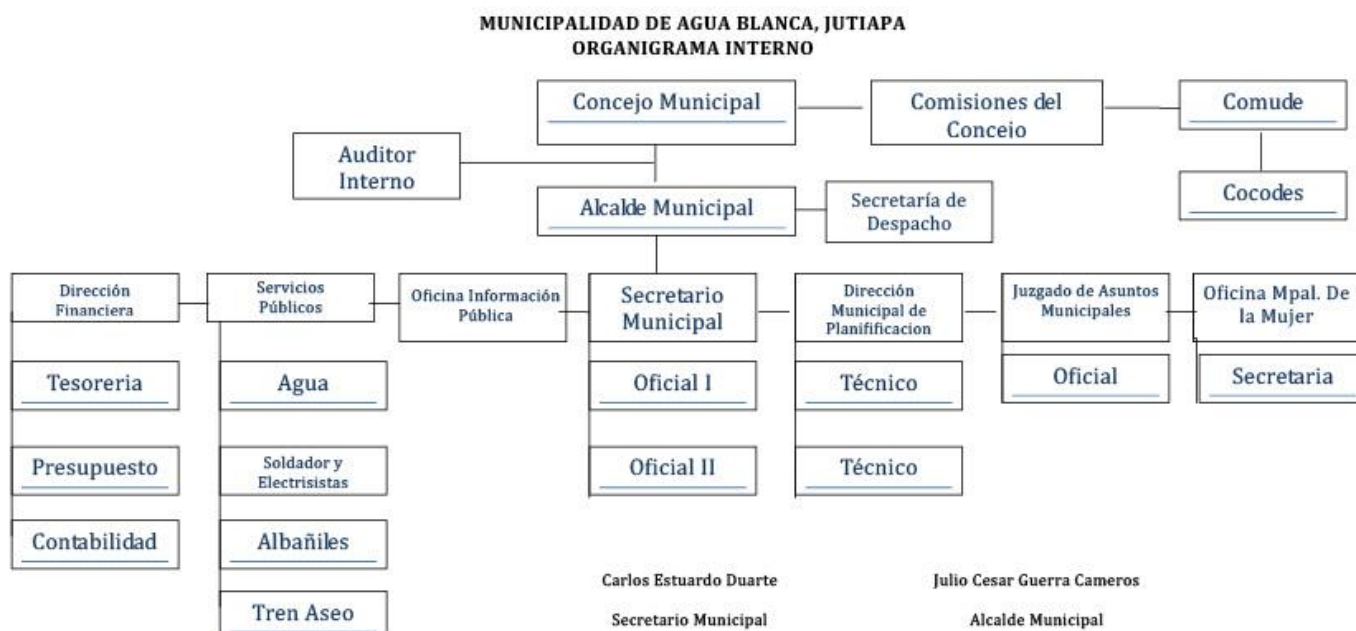 MUNICIPALIDAD DE AGUA BLANCA, JUTIAPA
ORGANIGRAMA INTERNO
Concejo Municipal
Comisiones del
Conceio
Comude
Auditor
Interno
Cocodes
Alcalde Municipal
Secretaría de
Despacho
Dirección
Financiera
Servicios
Públicos
Oficina Información
Pública
Secretario
Municipal
Dirección
Municipal de
Planifificacion
Juzgado de Asuntos
Municipales
Oficina Mpal. De
la Mujer
Tesoreria
Agua
Oficial I
Técnico
Oficial
Secretaria
Presupuesto
Soldador y
Electrisistas
Oficial II
Técnico
Contabilidad
Albañiles
Tren Aseo
Carlos Estuardo Duarte
Secretario Municipal
Julio Cesar Guerra Cameros
Alcalde Municipal